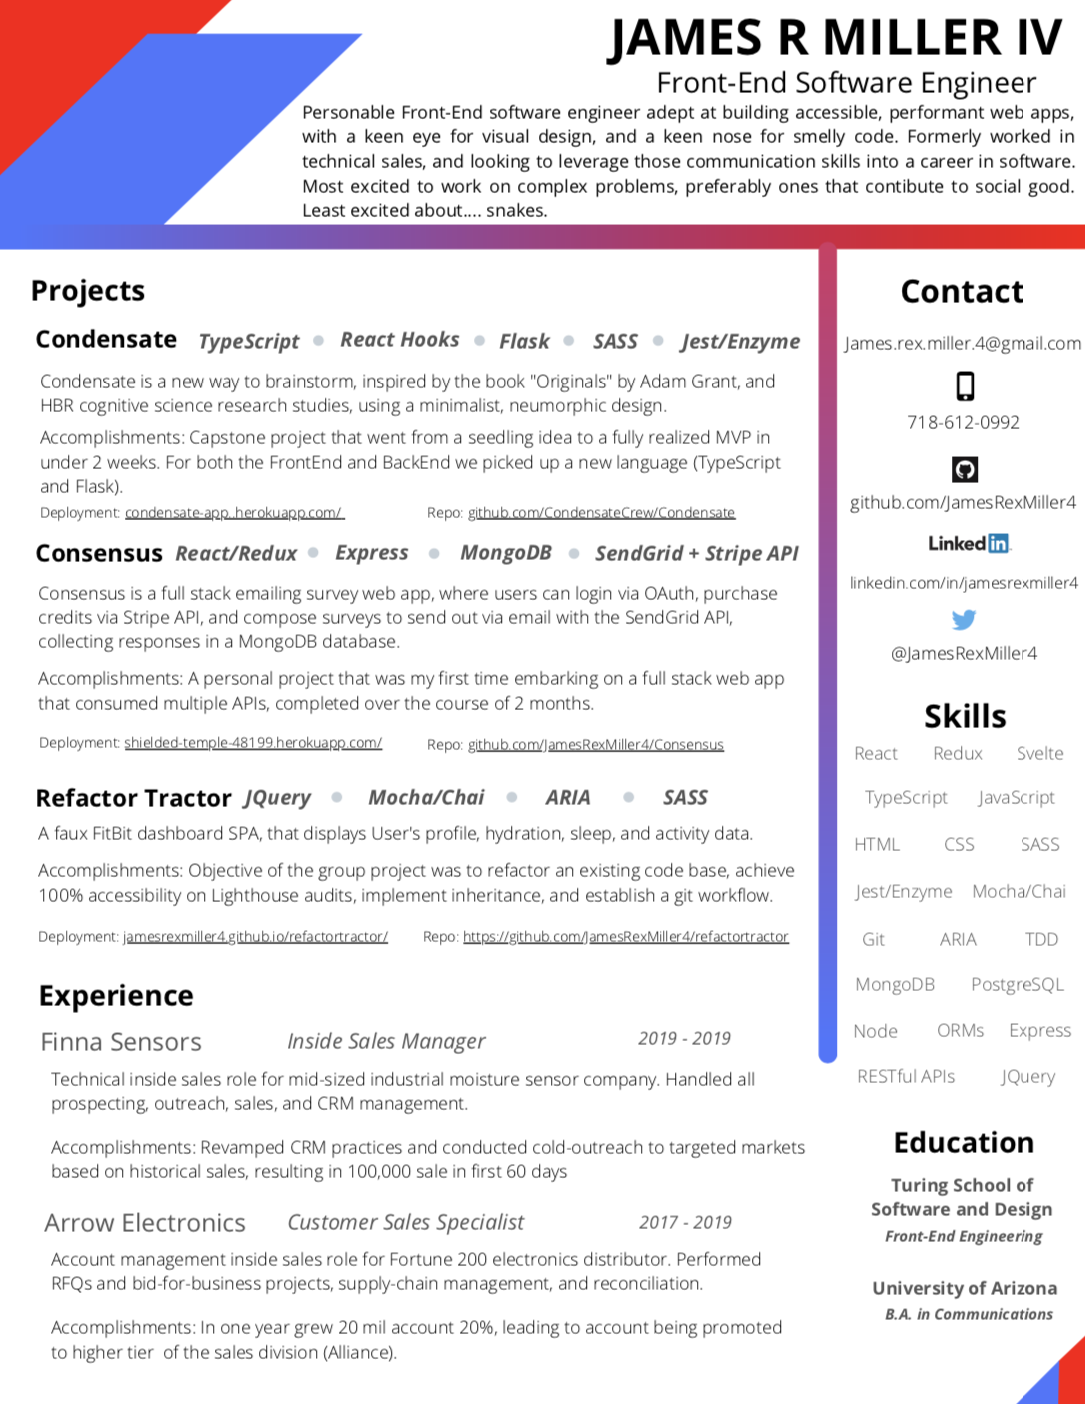 JAMES R MILLER IV
Front-End Software Engineer
Personable Front-End software engineer adept at building accessible, performant web apps,
with a keen eye for visual design, and a keen nose for smelly code. Formerly worked in
technical sales, and looking to leverage those communication skills into a career in software.
Most excited to work on complex problems, preferably ones that contibute to social good.
Least excited about.... snakes.
Projects
Condensate TypeScript React Hooks Flask SASS Jest/Enzyme
Condensate is a new way to brainstorm, inspired by the book "Originals" by Adam Grant, and
HBR cognitive science research studies, using a minimalist, neumorphic design.
Accomplishments: Capstone project that went from a seedling idea to a fully realized MVP in
under 2 weeks. For both the FrontEnd and BackEnd we picked up a new language (TypeScript
and Flask).
Deployment: condensate-app..herokuapp.com/ Repo: github.com/CondensateCrew/Condensate
Consensus React/Redux Express MongoDB SendGrid + Stripe API
Consensus is a full stack emailing survey web app, where users can login via OAuth, purchase
credits via Stripe API, and compose surveys to send out via email with the SendGrid API,
collecting responses in a MongoDB database.
Accomplishments: A personal project that was my first time embarking on a full stack web app
that consumed multiple APIs, completed over the course of 2 months.
Deployment: shielded-temple-48199.herokuapp.com/ Repo: github.com/JamesRexMiller4/Consensus
Refactor Tractor JQuery Mocha/Chai ARIA SASS
A faux FitBit dashboard SPA, that displays User's profile, hydration, sleep, and activity data.
Accomplishments: Objective of the group project was to refactor an existing code base, achieve
100% accessibility on Lighthouse audits, implement inheritance, and establish a git workflow.
Deployment: jamesrexmiller4.github.io/refactortractor/ Repo: https://github.com/JamesRexMiller4/refactortractor
Experience
Finna Sensors Inside Sales Manager 2019 - 2019
Technical inside sales role for mid-sized industrial moisture sensor company. Handled all
prospecting, outreach, sales, and CRM management.
Accomplishments: Revamped CRM practices and conducted cold-outreach to targeted markets
based on historical sales, resulting in 100,000 sale in first 60 days
Arrow Electronics Customer Sales Specialist 2017 - 2019
Account management inside sales role for Fortune 200 electronics distributor. Performed
RFQs and bid-for-business projects, supply-chain management, and reconciliation.
Accomplishments: In one year grew 20 mil account 20%, leading to account being promoted
to higher tier of the sales division (Alliance).
Contact
James.rex.miller.4@gmail.com
718-612-0992
github.com/JamesRexMiller4
Linked in
linkedin.com/in/jamesrexmiller4
@JamesRexMiller4
Skills
React Redux Svelte
TypeScript JavaScript
HTML CSS SASS
Jest/Enzyme Mocha/Chai
Git ARIA TDD
MongoDB PostgreSQL
Node ORMs Express
RESTful APIs JQuery
Education
Turing School of
Software and Design
Front-End Engineering
University of Arizona
B.A. in Communications